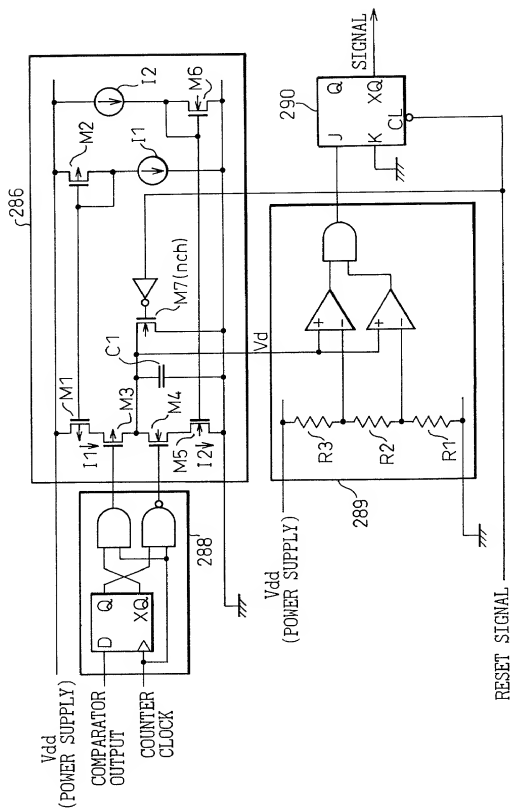 286
Vdd
(POWER SUPPLY)
M1
I1
M3
M4
M5
I2
C1
M7(nch)
M2
I1
I2
M6
COMPARATOR
OUTPUT
COUNTER
CLOCK
D
Q
XQ
288
Vd
Vdd
(POWER SUPPLY)
R3
R2
R1
+
-
+
-
289
290
J
K
Q
XQ
CL
SIGNAL
RESET SIGNAL